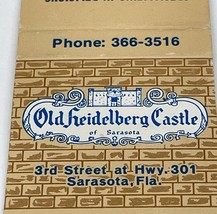 Phone: 366-3516
Old Heidelberg Castle
of Sarasota
3rd Street at Hwy. 301
Sarasota, Fla.